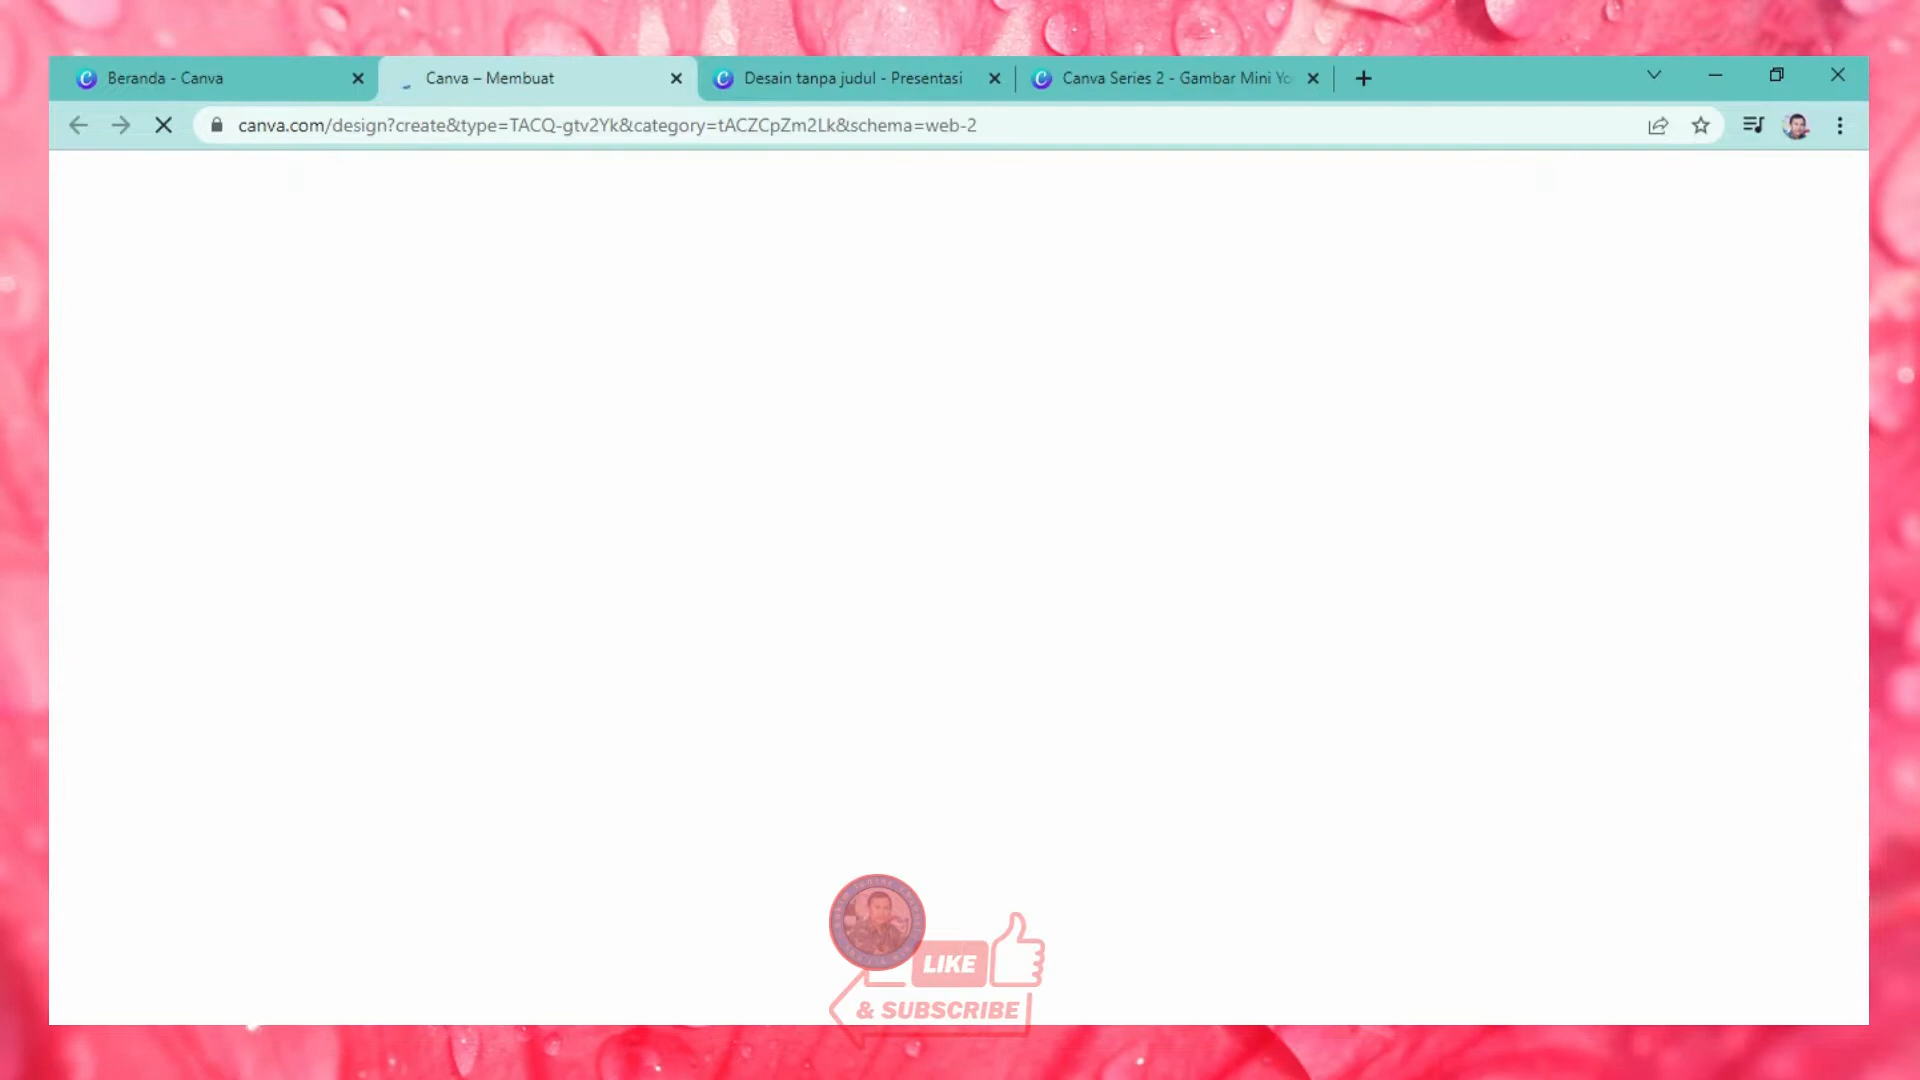 Beranda - Canva
Canva – Membuat
Desain tanpa judul - Presentasi
Canva Series 2 - Gambar Mini Yo
canva.com/design?create&type=TACQ-gtv2Yk&category=tACZCpZm2Lk&schema=web-2
LIKE
& SUBSCRIBE